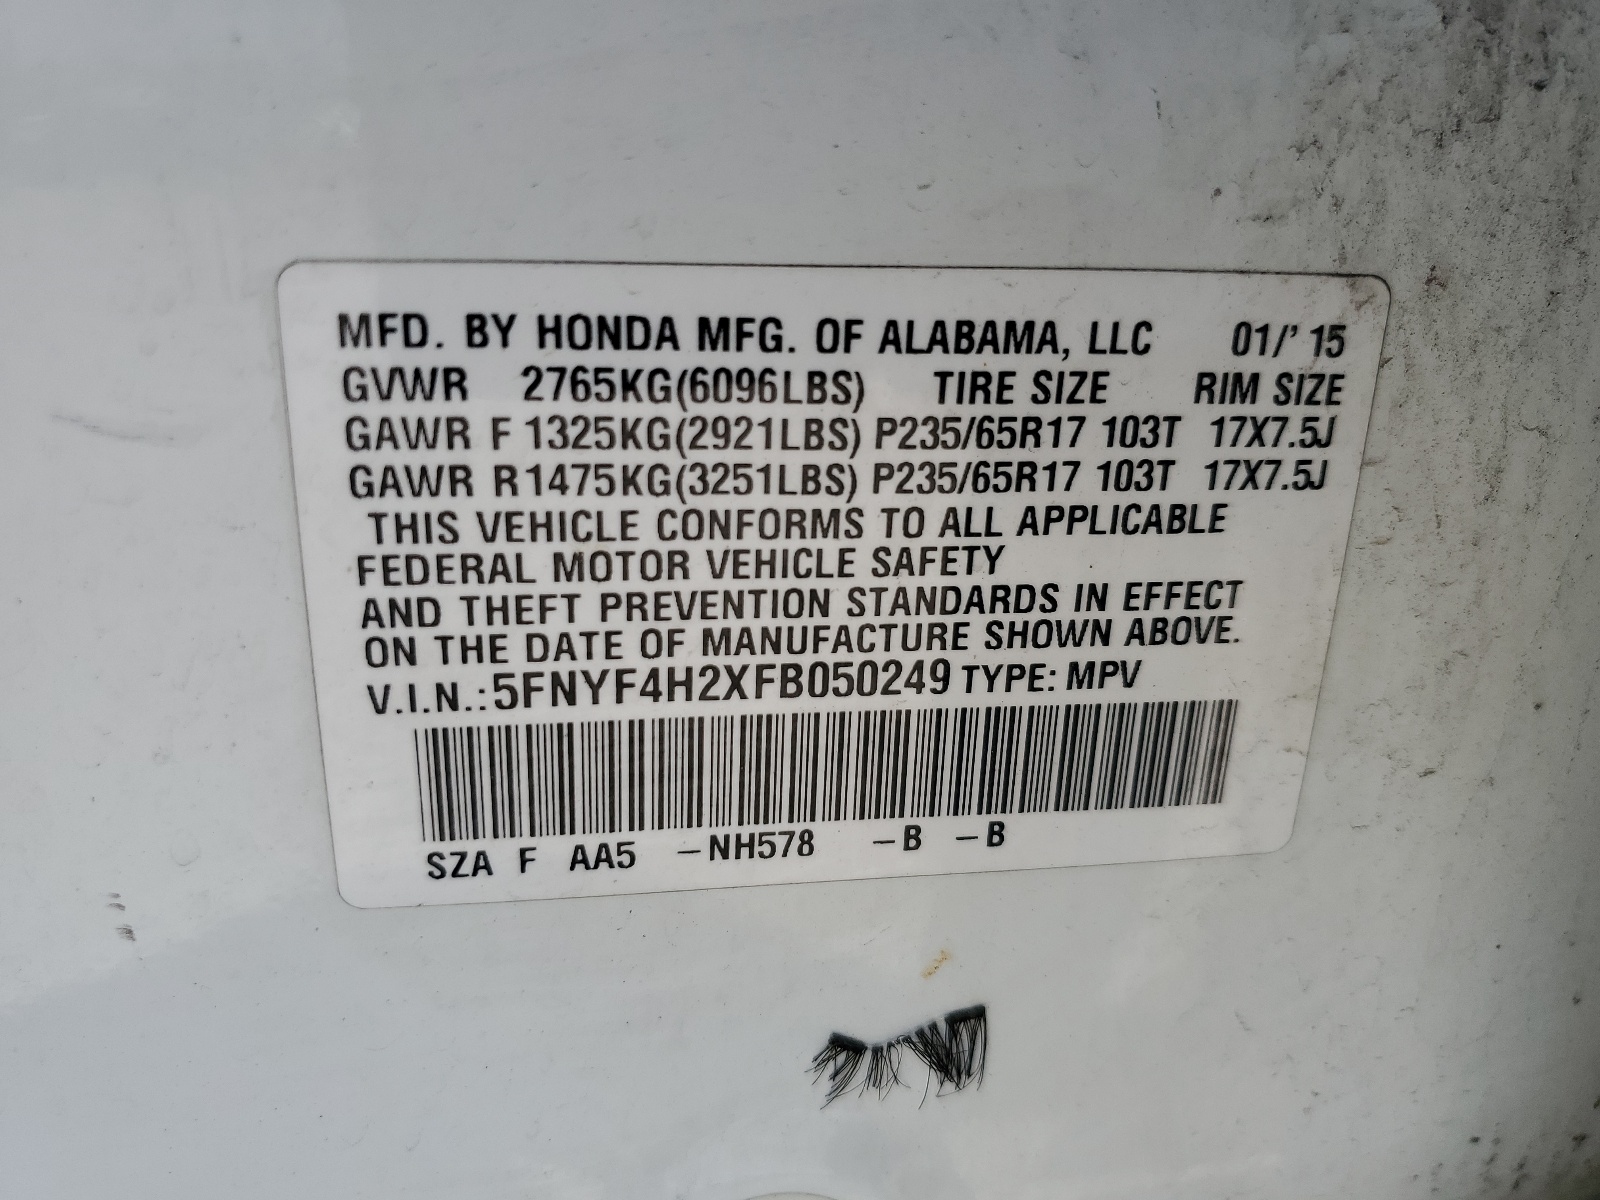 MFD. BY HONDA MFG. OF ALABAMA, LLC 01/' 15
GVWR 2765KG(6096LBS) TIRE SIZE RIM SIZE
GAWR F 1325KG(2921LBS) P235/65R17 103T 17X7.5J
GAWR R 1475KG(3251LBS) P235/65R17 103T 17X7.5J
THIS VEHICLE CONFORMS TO ALL APPLICABLE
FEDERAL MOTOR VEHICLE SAFETY
AND THEFT PREVENTION STANDARDS IN EFFECT
ON THE DATE OF MANUFACTURE SHOWN ABOVE.
V.I.N.: 5FNYF4H2XFB050249 TYPE: MPV
SZA F AA5 –NH578 –B –B